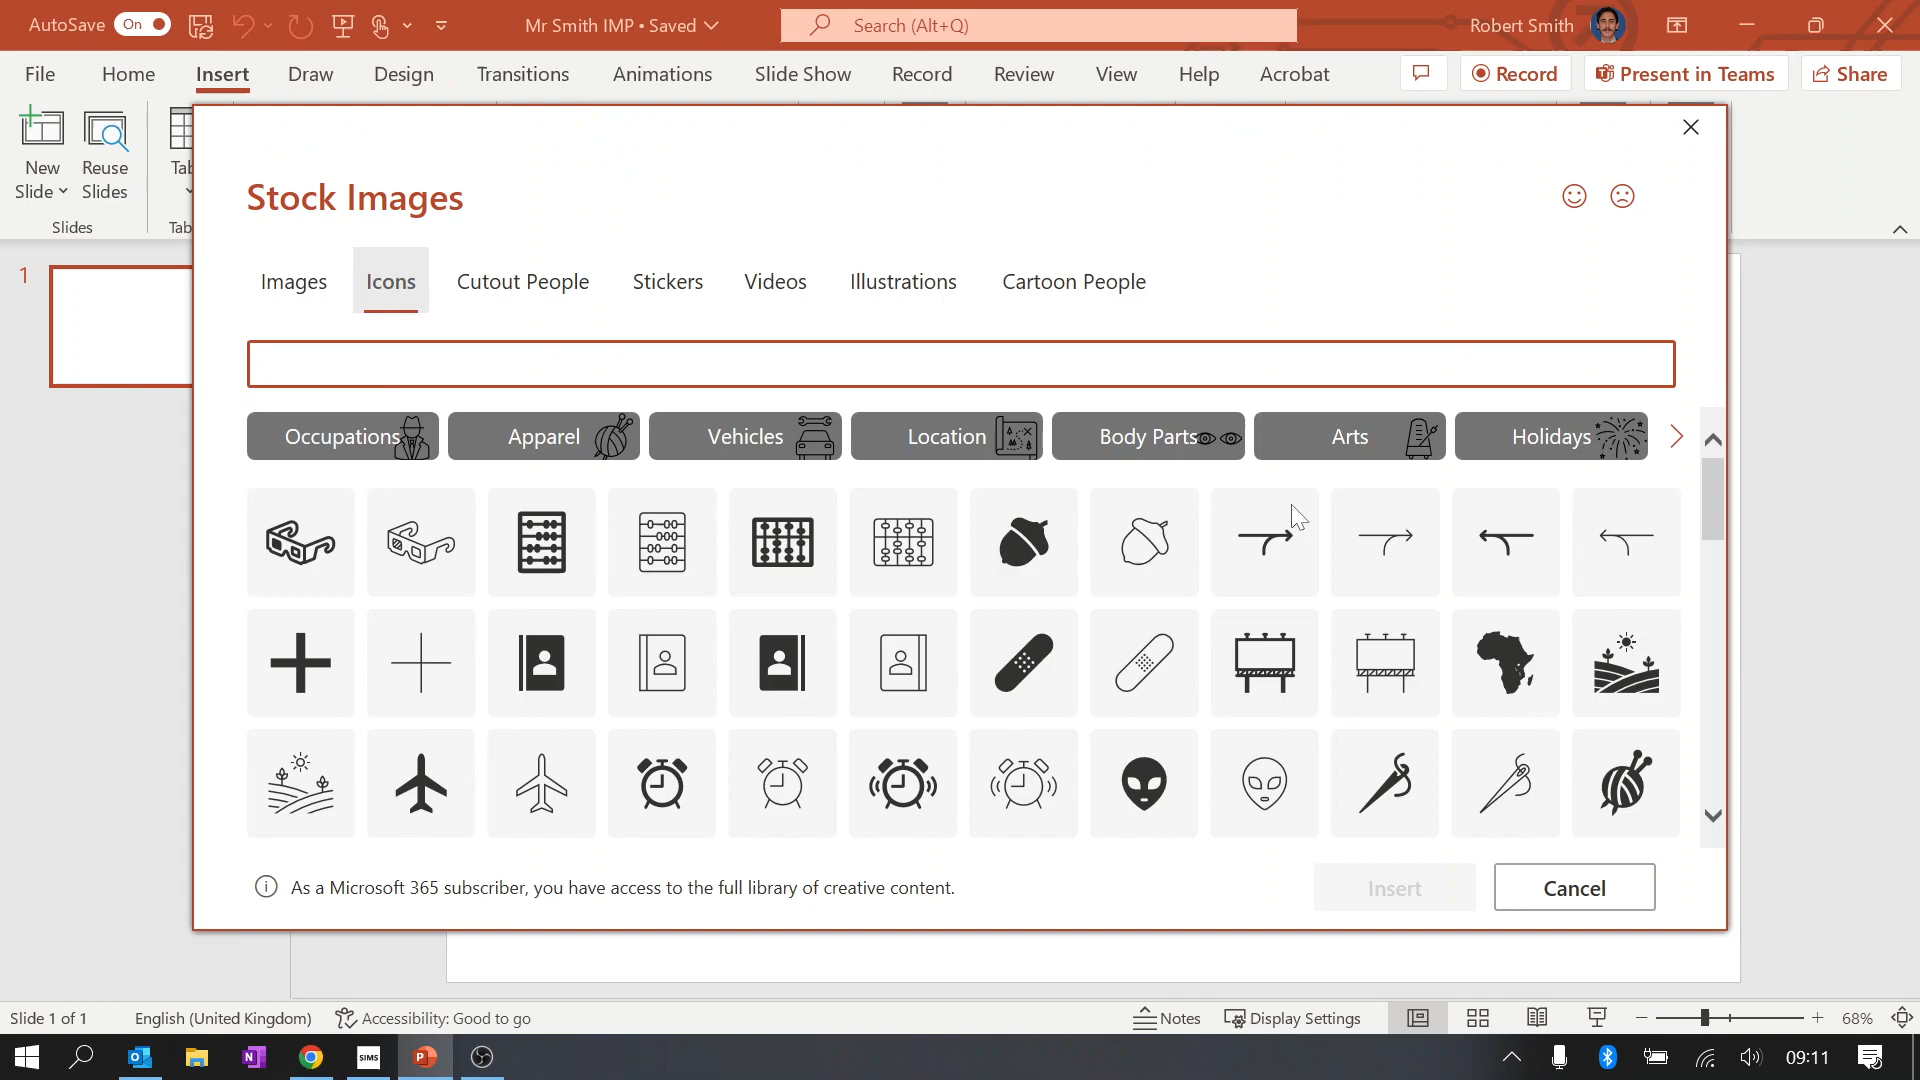 AutoSave On Mr Smith IMP • Saved Search (Alt+Q) Robert Smith
File Home Insert Draw Design Transitions Animations Slide Show Record Review View Help Acrobat Record Present in Teams Share
New Slide
Reuse Slides
Tab
Slides
Tab
1
Stock Images
Images Icons Cutout People Stickers Videos Illustrations Cartoon People
Occupations Apparel Vehicles Location Body Parts Arts Holidays
As a Microsoft 365 subscriber, you have access to the full library of creative content.
Insert Cancel
Slide 1 of 1 English (United Kingdom) Accessibility: Good to go Notes Display Settings 68%
SIMS 09:11